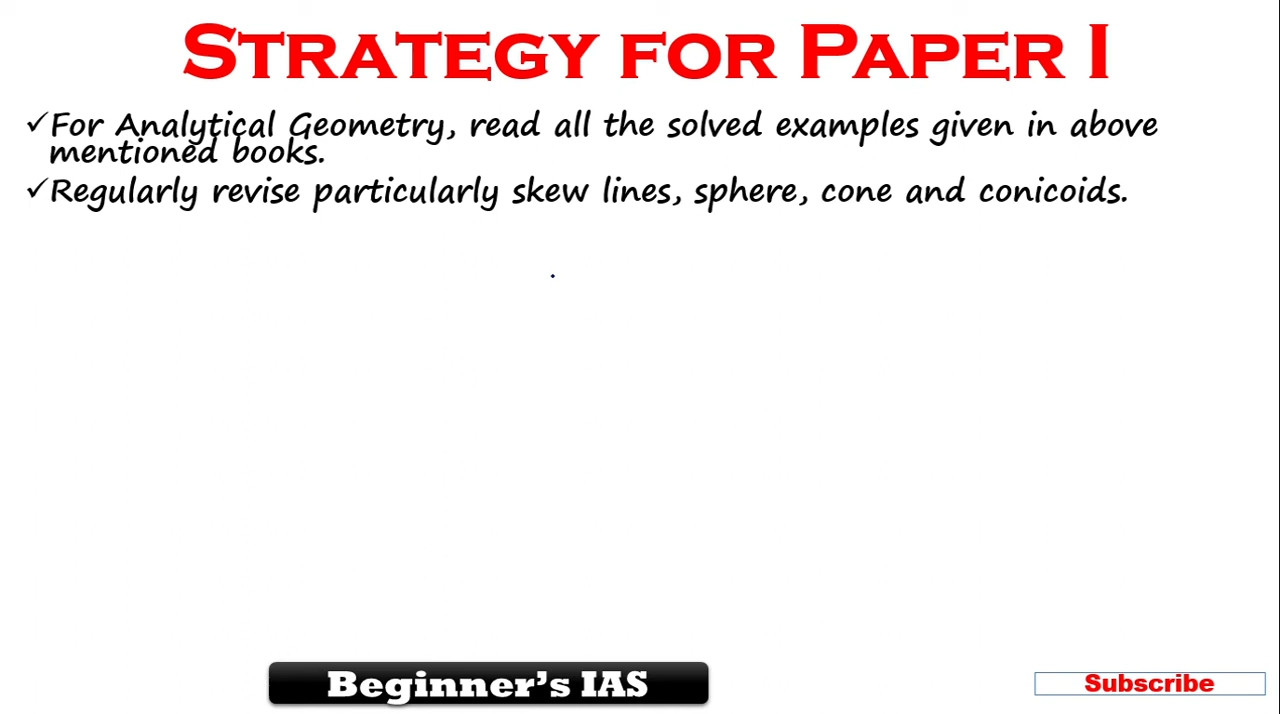 STRATEGY FOR PAPER I
✓For Analytical Geometry, read all the solved examples given in above
mentioned books.
✓Regularly revise particularly skew lines, sphere, cone and conicoids.
Beginner's IAS
Subscribe